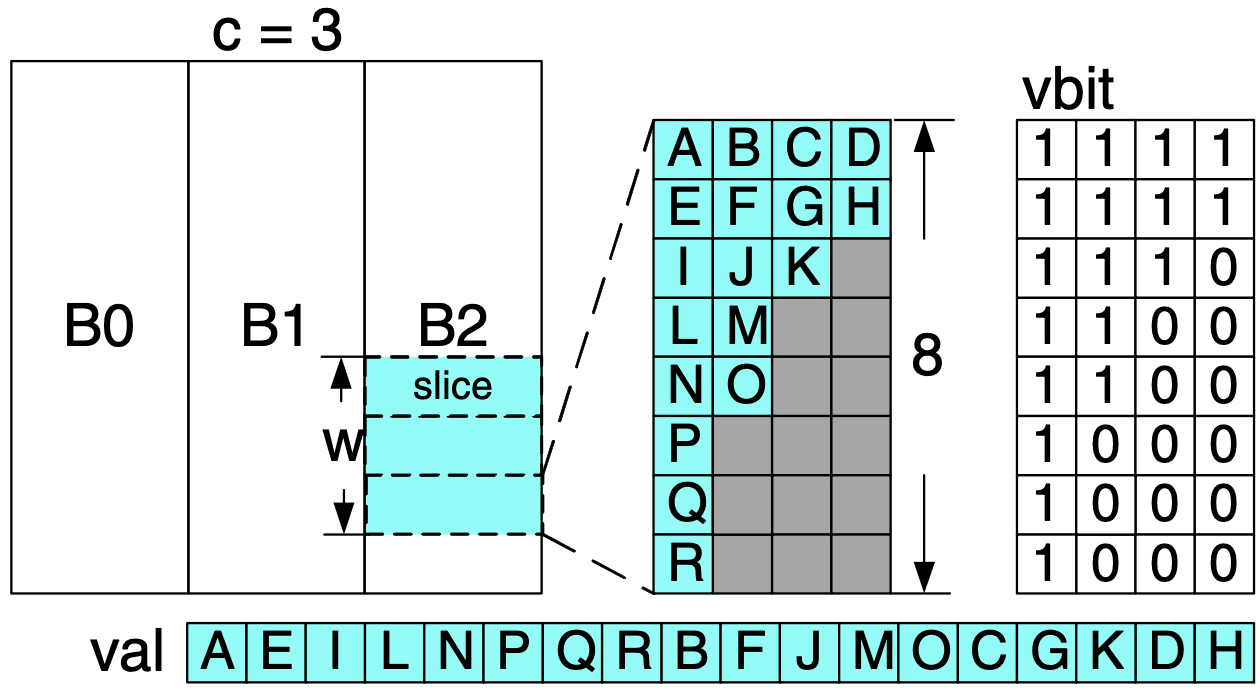 c = 3
B0 B1 B2
slice
w
A B C D
E F G H
I J K
L M
N O
P
Q
R
8
vbit
1 1 1 1
1 1 1 1
1 1 1 0
1 1 0 0
1 1 0 0
1 0 0 0
1 0 0 0
1 0 0 0
val A E I L N P Q R B F J M O C G K D H